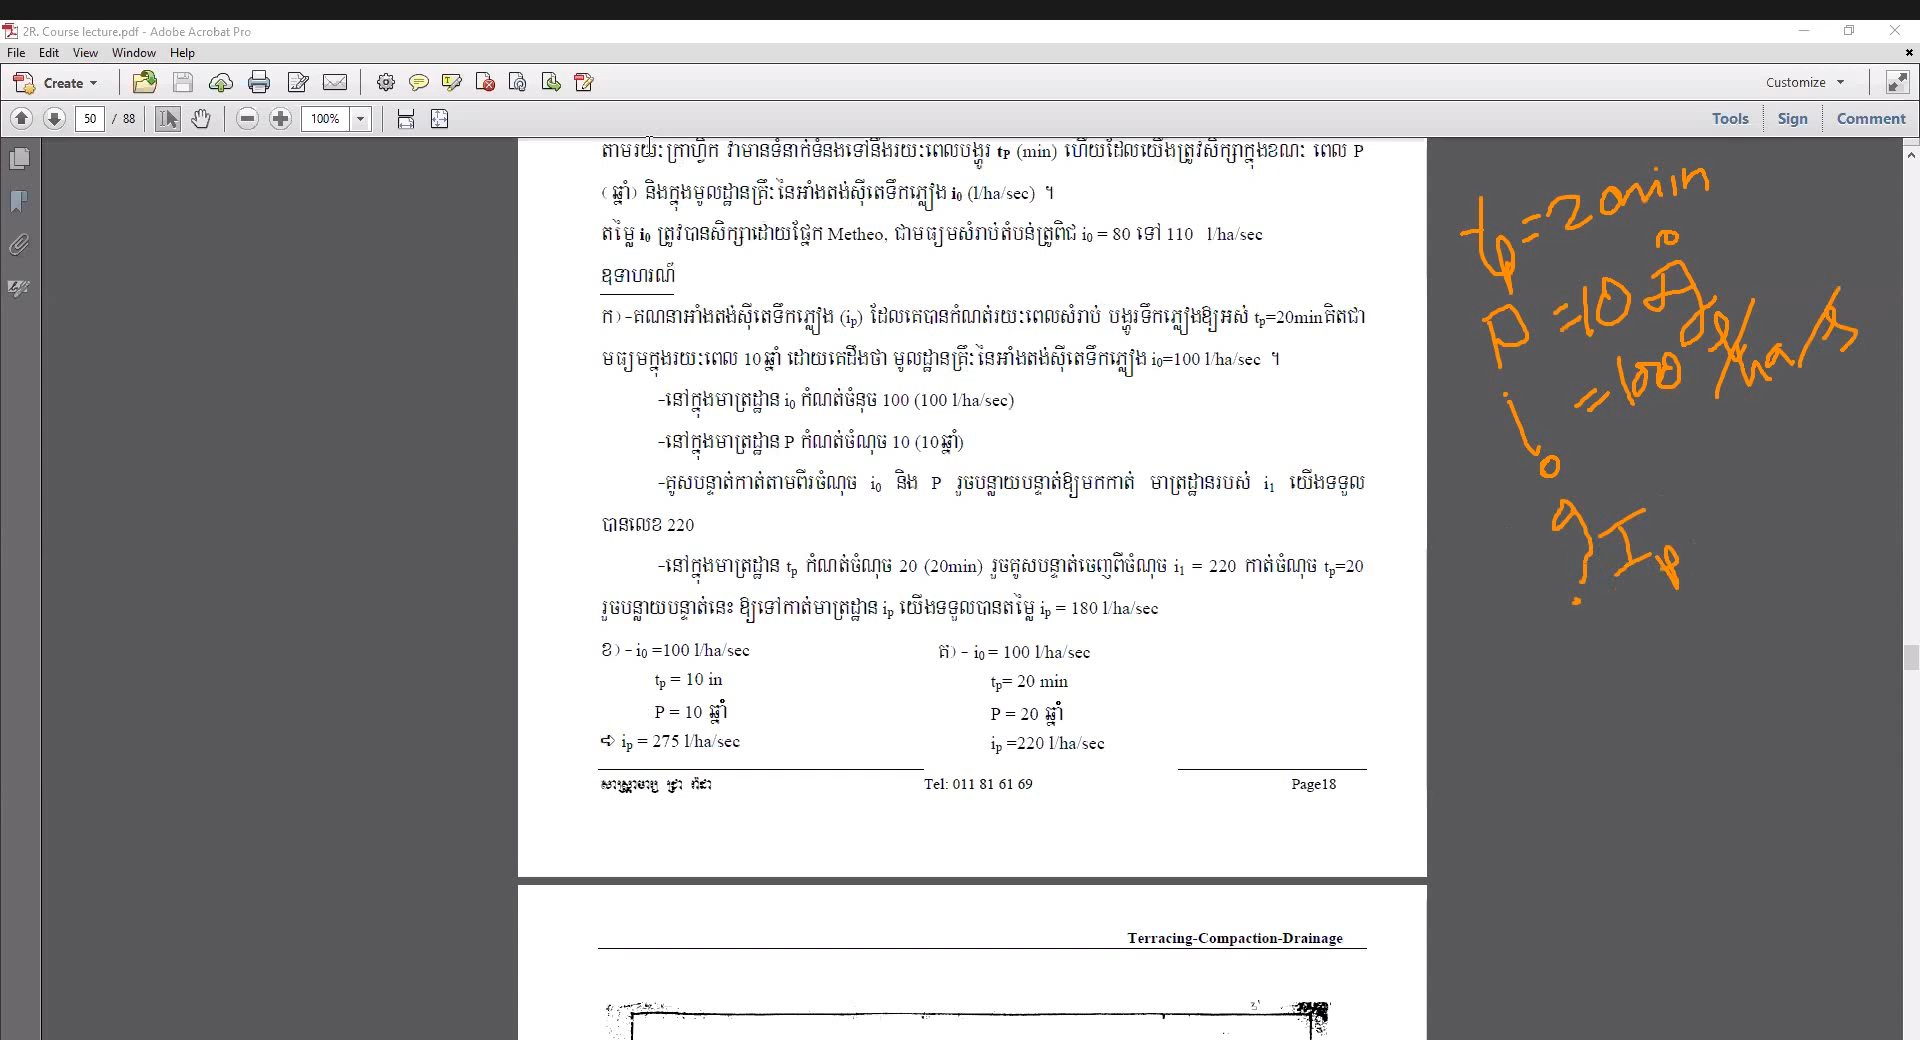 2R. Course lecture.pdf - Adobe Acrobat Pro
File Edit View Window Help
Create Customize
50 / 88 100% Tools Sign Comment
តាមរយៈក្រាហ្វិក វាមានទំនាក់ទំនងទៅនឹងរយៈពេលបង្ហូរ tP (min) ហើយដែលយើងត្រូវសិក្សាក្នុងខណៈ ពេល P
(ឆ្នាំ) និងក្នុងមូលដ្ឋានគ្រឹះនៃអាំងតង់ស៊ីតេទឹកភ្លៀង i0 (l/ha/sec) ។
តម្លៃ i0 ត្រូវបានសិក្សាដោយផ្នែក Metheo, ជាមធ្យមសំរាប់តំបន់ត្រូពិជ i0 = 80 ទៅ 110 l/ha/sec
ឧទាហរណ៍
ក) -គណនាអាំងតង់ស៊ីតេទឹកភ្លៀង (ip) ដែលគេបានកំណត់រយៈពេលសំរាប់ បង្ហូរទឹកភ្លៀងឱ្យអស់ tp=20minគិតជា
មធ្យមក្នុងរយៈពេល 10ឆ្នាំ ដោយគេដឹងថា មូលដ្ឋានគ្រឹះនៃអាំងតង់ស៊ីតេទឹកភ្លៀង i0=100 l/ha/sec ។
-នៅក្នុងមាត្រដ្ឋាន i0 កំណត់ចំនុច 100 (100 l/ha/sec)
-នៅក្នុងមាត្រដ្ឋាន P កំណត់ចំណុច 10 (10ឆ្នាំ)
-គូសបន្ទាត់កាត់តាមពីរចំណុច i0 និង P រួចបន្លាយបន្ទាត់ឱ្យមកកាត់ មាត្រដ្ឋានរបស់ i1 យើងទទួល
បានលេខ 220
-នៅក្នុងមាត្រដ្ឋាន tp កំណត់ចំណុច 20 (20min) រួចគូសបន្ទាត់ចេញពីចំណុច i1 = 220 កាត់ចំណុច tp=20
រួចបន្លាយបន្ទាត់នេះ ឱ្យទៅកាត់មាត្រដ្ឋាន ip យើងទទួលបានតម្លៃ ip = 180 l/ha/sec
ខ) - i0 =100 l/ha/sec
tp = 10 in
P = 10 ឆ្នាំ
➪ ip = 275 l/ha/sec
គ) - i0 = 100 l/ha/sec
tp= 20 min
P = 20 ឆ្នាំ
ip =220 l/ha/sec
សាស្ត្រាចារ្យ Tel: 011 81 61 69 Page18
Terracing-Compaction-Drainage
tp = 20min
P = 10
i0 = 100 l/ha/s
Ip